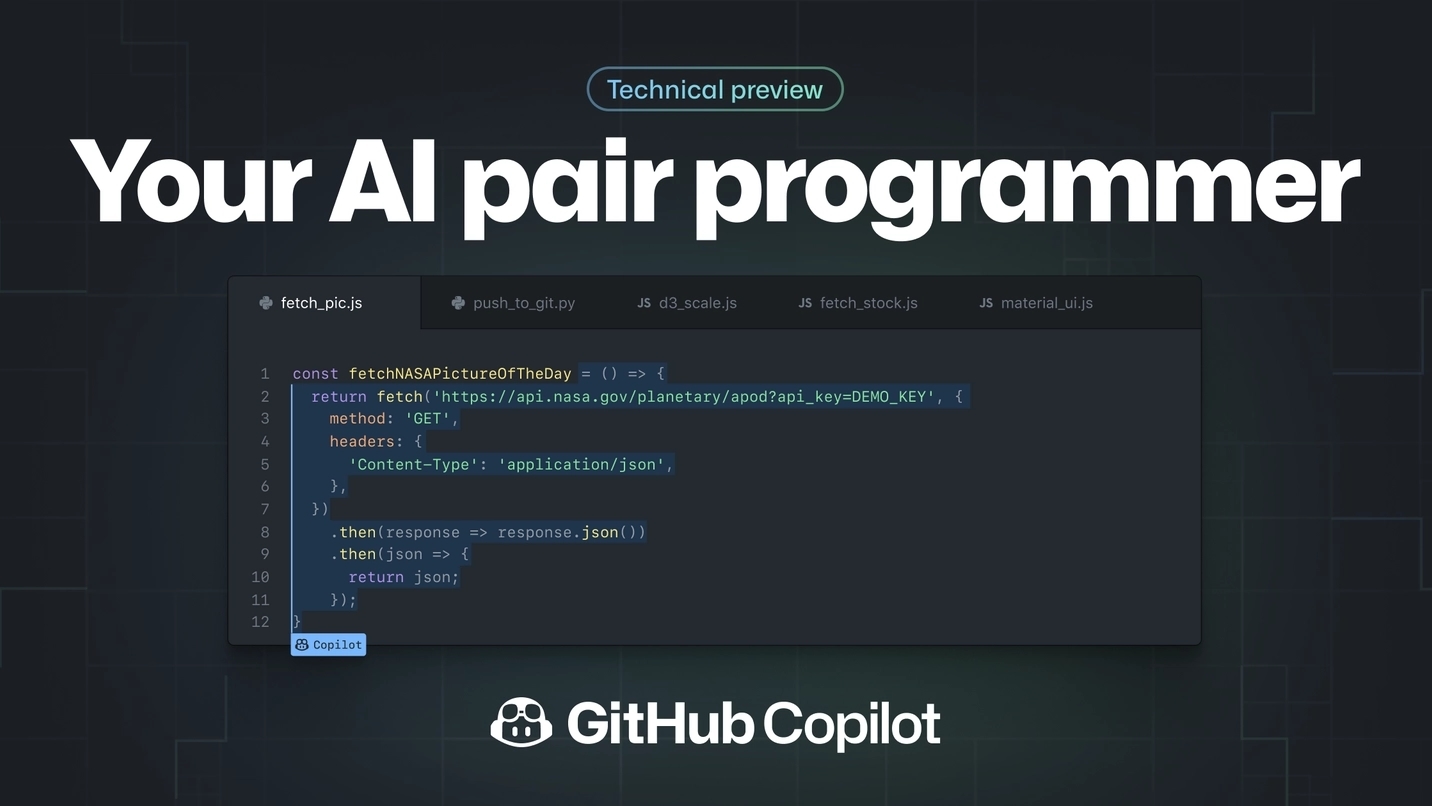 Technical preview
Your AI pair programmer
fetch_pic.js push_to_git.py JS d3_scale.js JS fetch_stock.js JS material_ui.js
1 const fetchNASAPictureOfTheDay = () => {
2 return fetch('https://api.nasa.gov/planetary/apod?api_key=DEMO_KEY', {
3 method: 'GET',
4 headers: {
5 'Content-Type': 'application/json',
6 },
7 })
8 .then(response => response.json())
9 .then(json => {
10 return json;
11 });
12 }
Copilot
GitHub Copilot